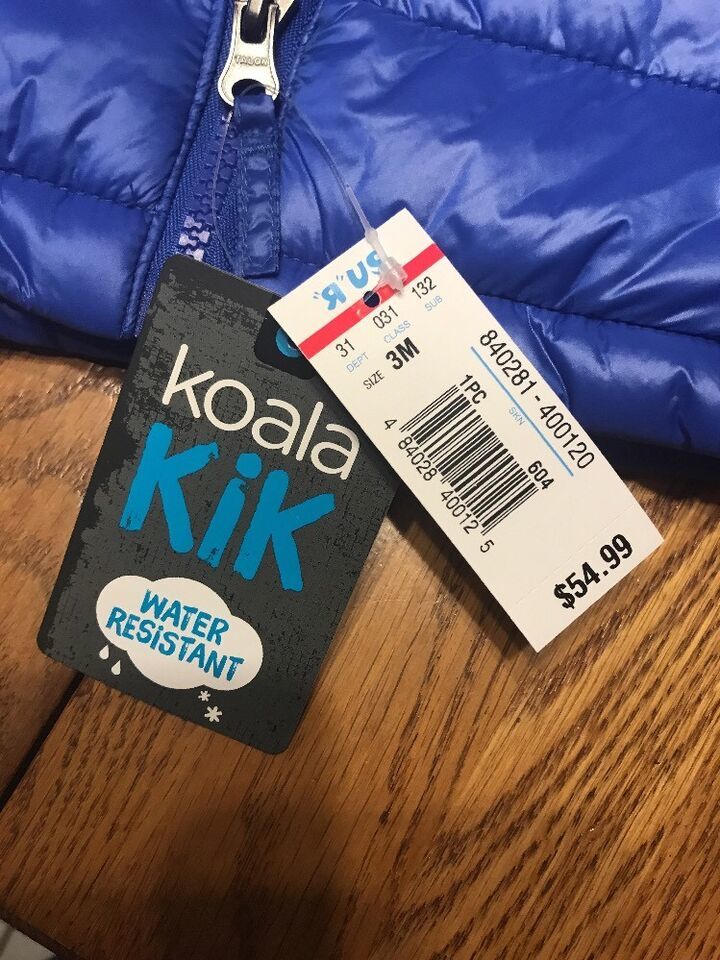 TALON
koala
KiK
WATER
RESiSTANT
"R"US
31 031 132
DEPT CLASS SUB
SIZE 3M
840281-400120
SKN
1PC
604
4 84028 40012 5
$54.99